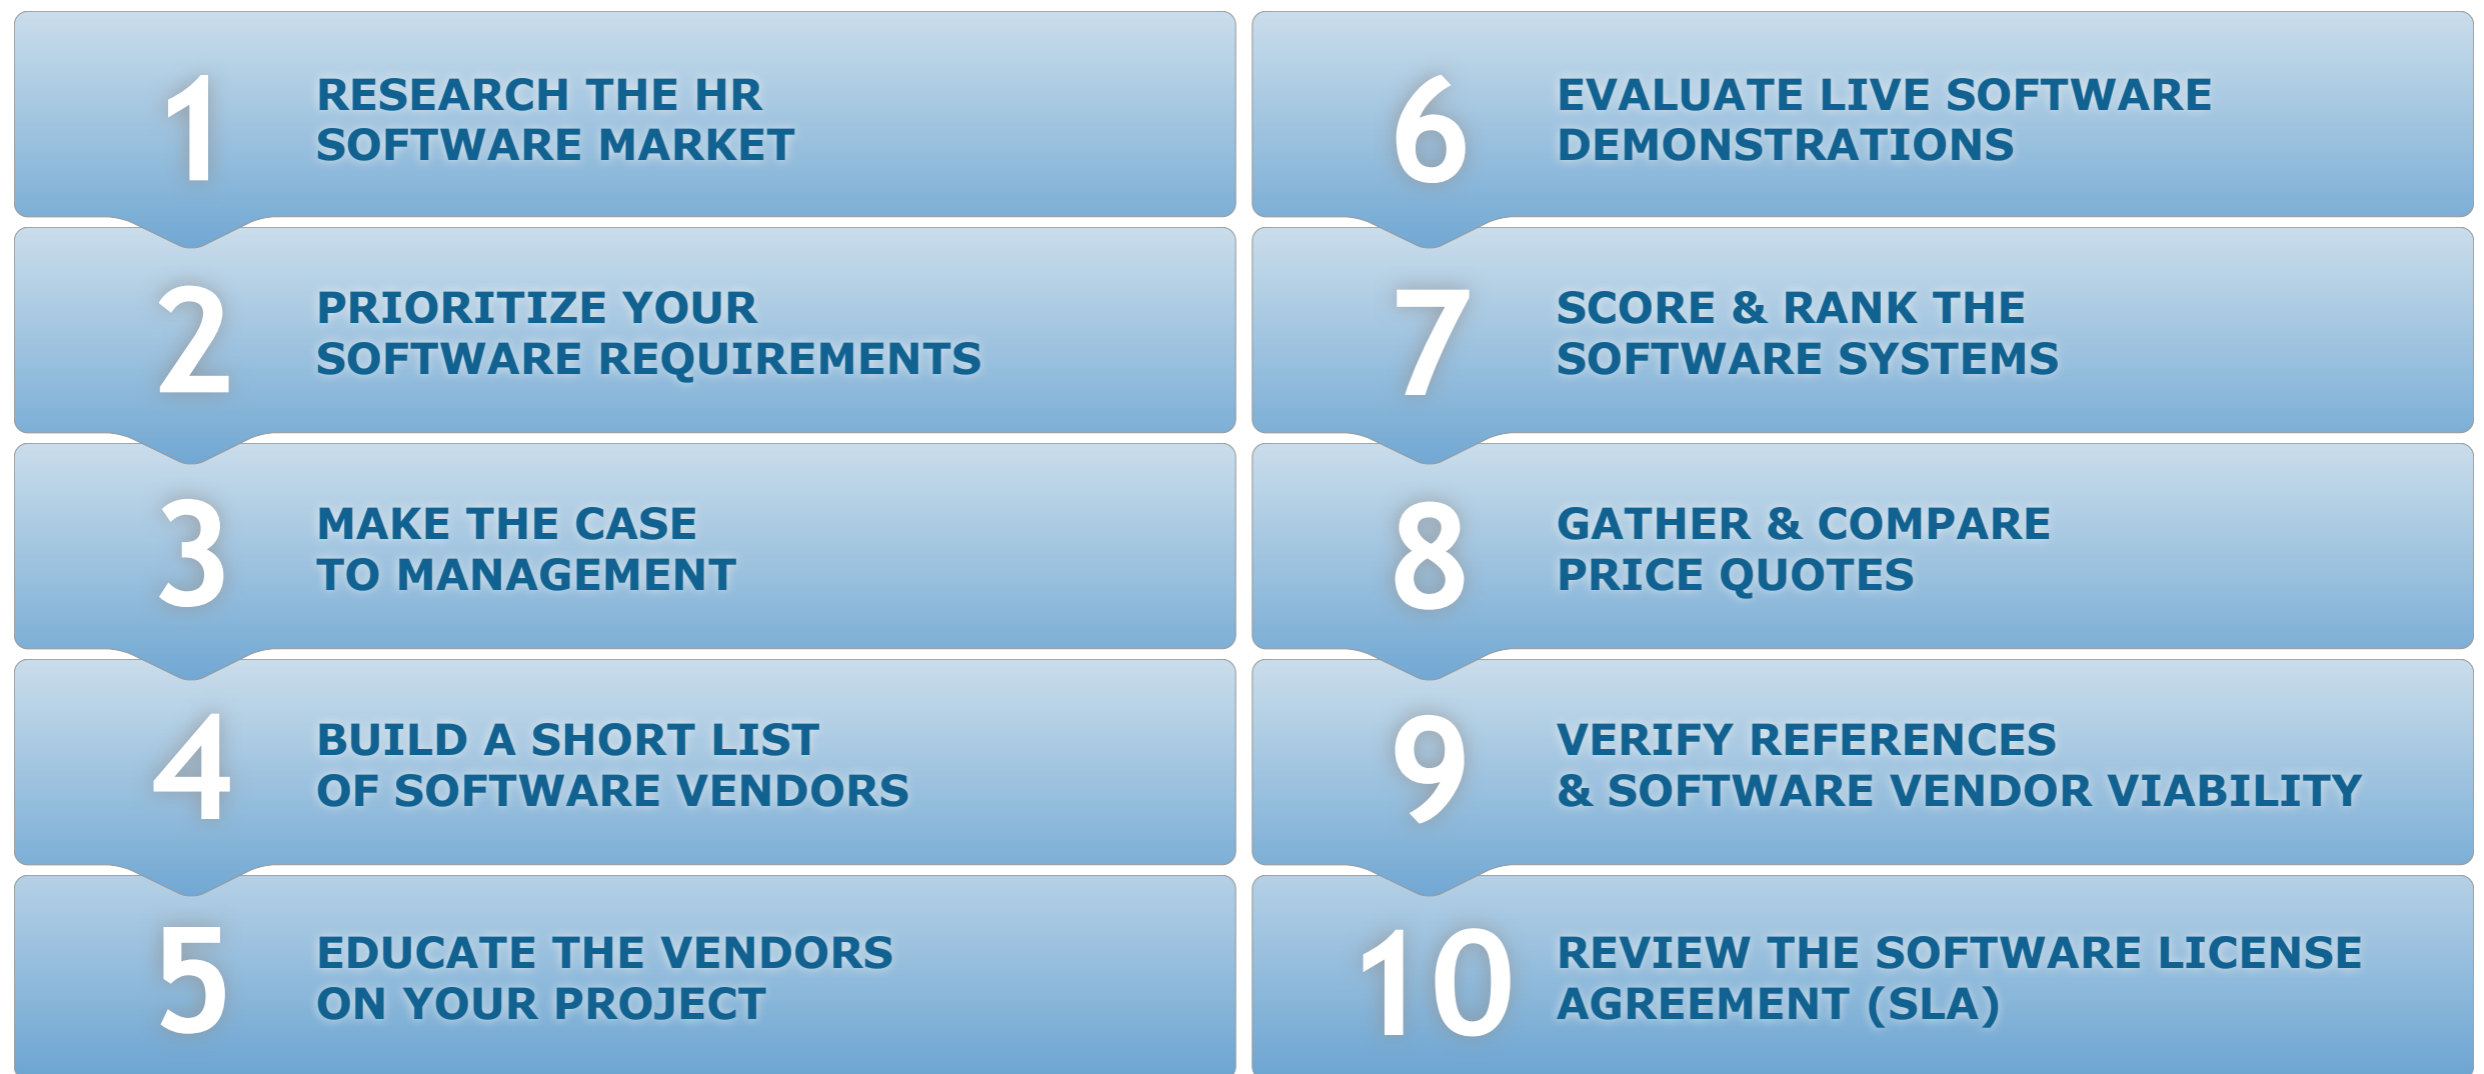 1
RESEARCH THE HR
SOFTWARE MARKET
2
PRIORITIZE YOUR
SOFTWARE REQUIREMENTS
3
MAKE THE CASE
TO MANAGEMENT
4
BUILD A SHORT LIST
OF SOFTWARE VENDORS
5
EDUCATE THE VENDORS
ON YOUR PROJECT
6
EVALUATE LIVE SOFTWARE
DEMONSTRATIONS
7
SCORE & RANK THE
SOFTWARE SYSTEMS
8
GATHER & COMPARE
PRICE QUOTES
9
VERIFY REFERENCES
& SOFTWARE VENDOR VIABILITY
10
REVIEW THE SOFTWARE LICENSE
AGREEMENT (SLA)